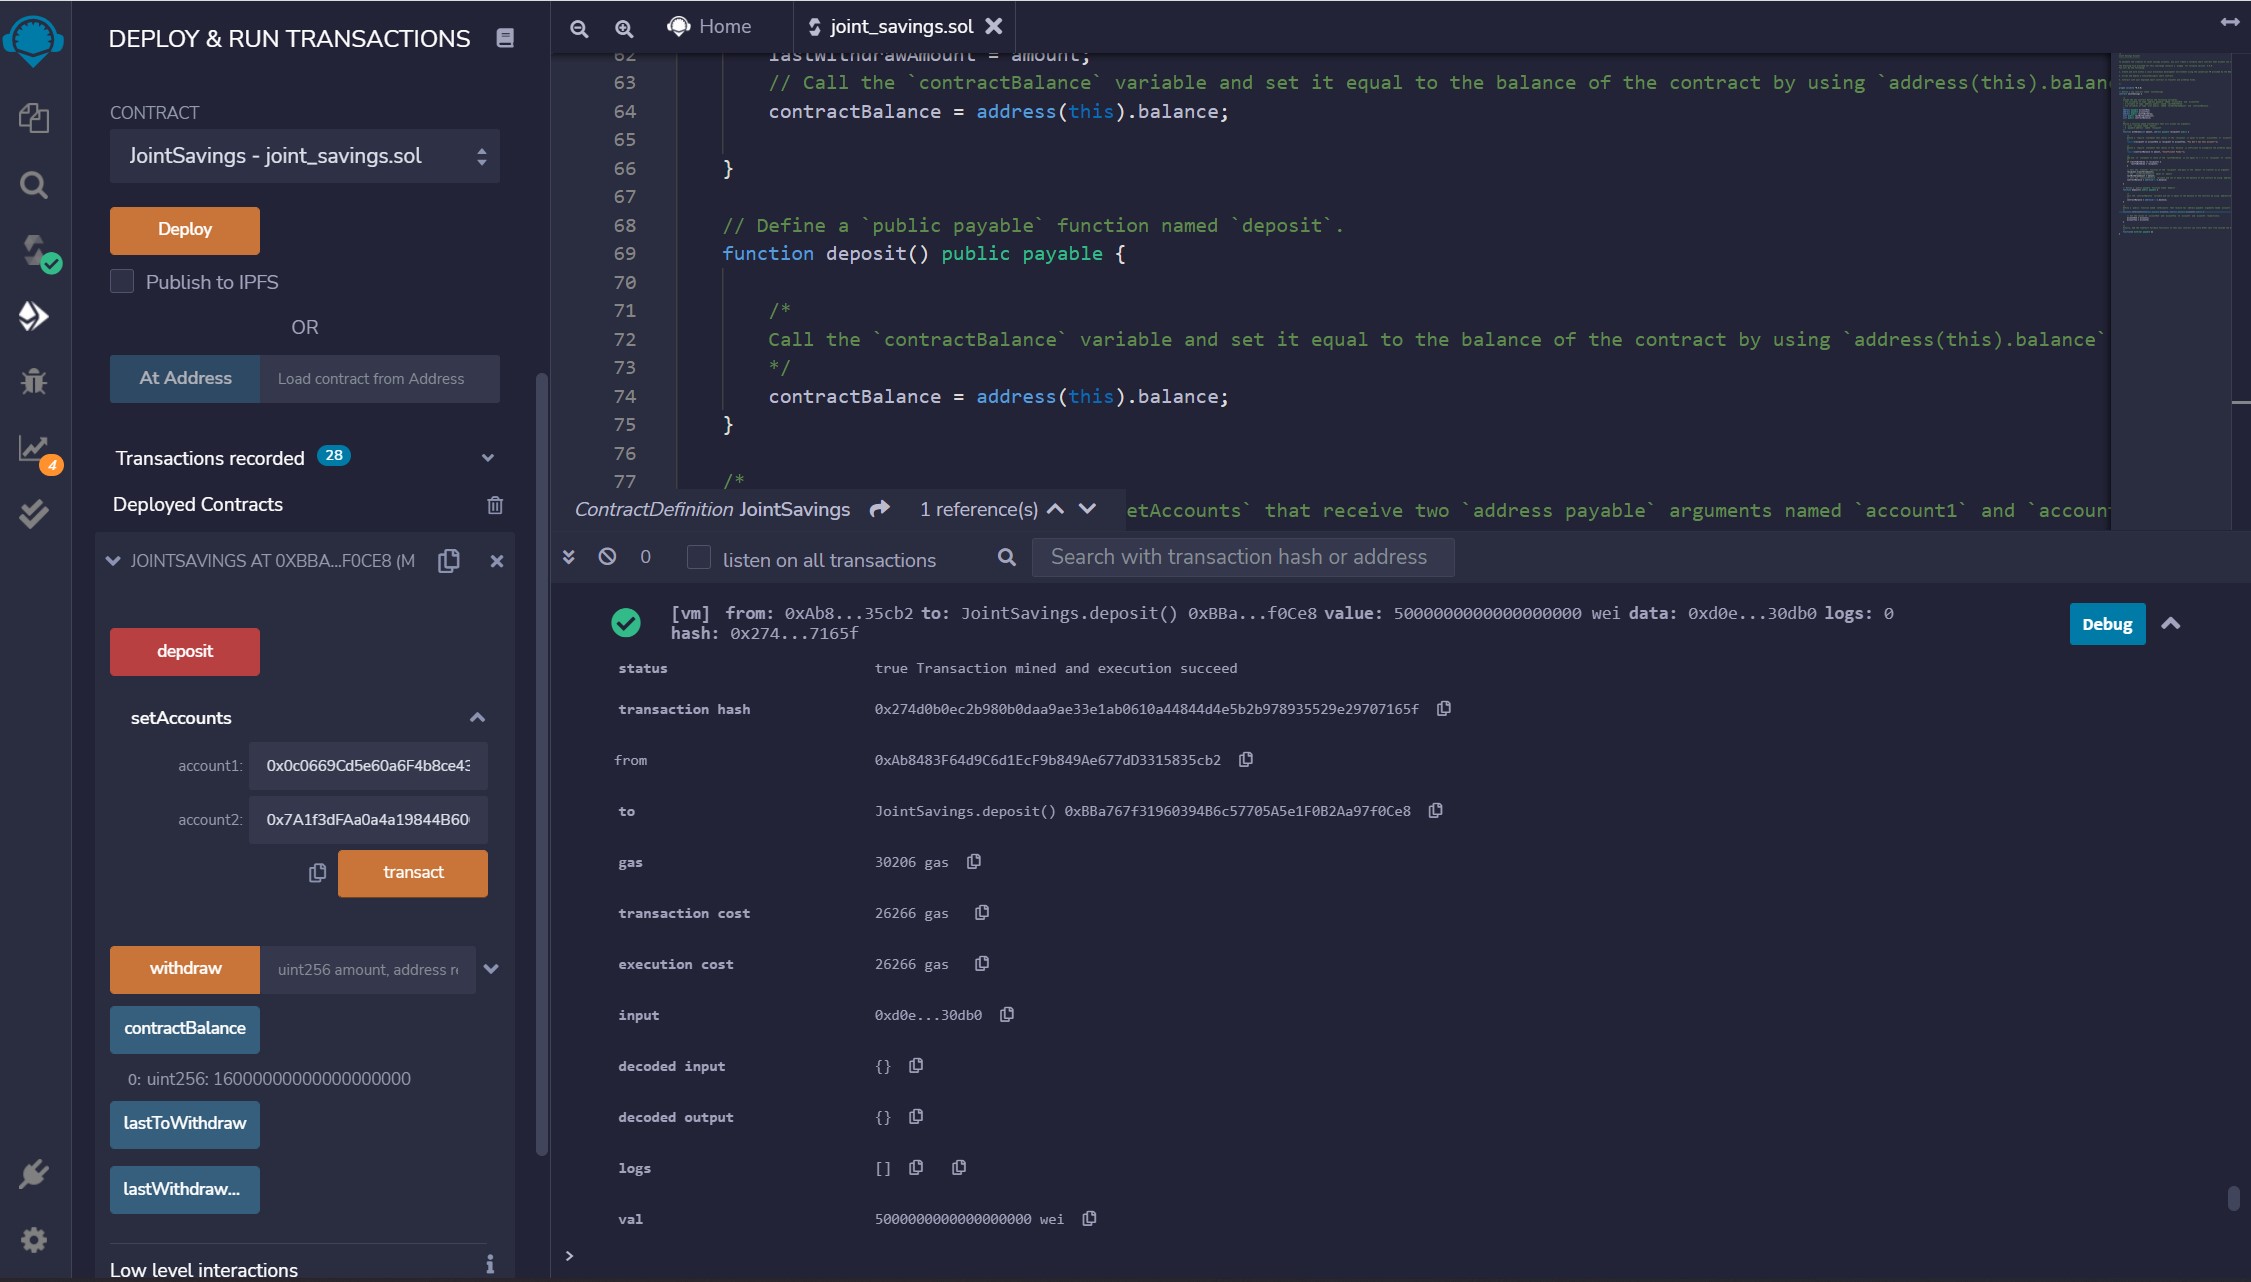 DEPLOY & RUN TRANSACTIONS
CONTRACT
JointSavings - joint_savings.sol
Deploy
Publish to IPFS
OR
At Address
Load contract from Address
Transactions recorded 28
Deployed Contracts
JOINTSAVINGS AT 0XBBA...F0CE8 (M
deposit
setAccounts
account1: 0x0c0669Cd5e60a6F4b8ce43
account2: 0x7A1f3dFAa0a4a19844B60
transact
withdraw
uint256 amount, address re
contractBalance
0: uint256: 16000000000000000000
lastToWithdraw
lastWithdraw...
Low level interactions
4
Home
joint_savings.sol
62 lastWithdrawAmount = amount;
63 // Call the `contractBalance` variable and set it equal to the balance of the contract by using `address(this).balan
64 contractBalance = address(this).balance;
65
66 }
67
68 // Define a `public payable` function named `deposit`.
69 function deposit() public payable {
70
71 /*
72 Call the `contractBalance` variable and set it equal to the balance of the contract by using `address(this).balance`
73 */
74 contractBalance = address(this).balance;
75 }
76
77 /*
etAccounts` that receive two `address payable` arguments named `account1` and `accoun
ContractDefinition JointSavings 1 reference(s)
0 listen on all transactions
Search with transaction hash or address
[vm] from: 0xAb8...35cb2 to: JointSavings.deposit() 0xBBa...f0Ce8 value: 5000000000000000000 wei data: 0xd0e...30db0 logs: 0
hash: 0x274...7165f
Debug
status true Transaction mined and execution succeed
transaction hash 0x274d0b0ec2b980b0daa9ae33e1ab0610a44844d4e5b2b978935529e29707165f
from 0xAb8483F64d9C6d1EcF9b849Ae677dD3315835cb2
to JointSavings.deposit() 0xBBa767f31960394B6c57705A5e1F0B2Aa97f0Ce8
gas 30206 gas
transaction cost 26266 gas
execution cost 26266 gas
input 0xd0e...30db0
decoded input {}
decoded output {}
logs []
val 5000000000000000000 wei
>